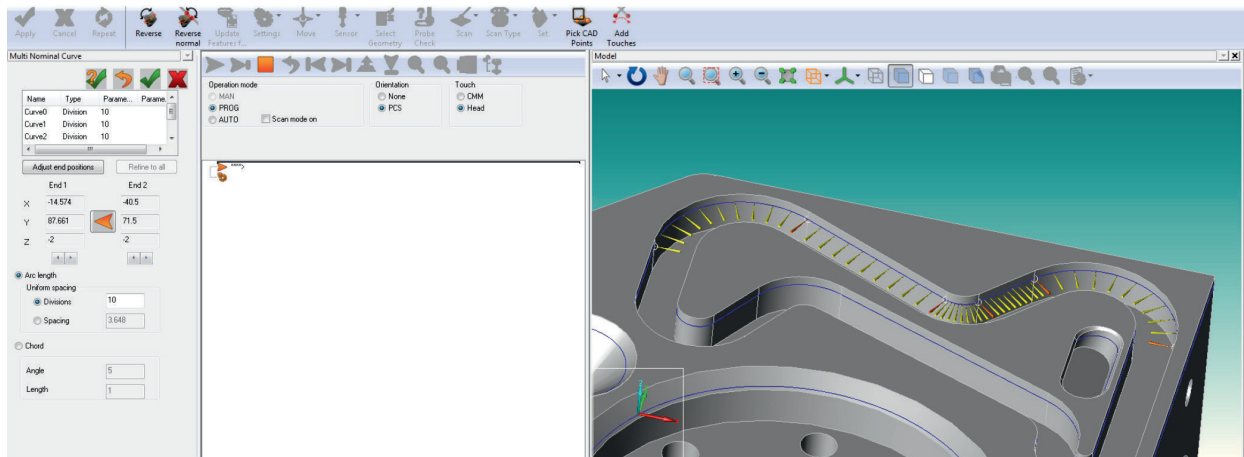 Apply Cancel Repeat Reverse Reverse normal Update Features f... Settings Move Sensor Select Geometry Probe Check Scan Scan Type Set Pick CAD Points Add Touches
Multi Nominal Curve
Name Type Parame... Parame...
Curve0 Division 10
Curve1 Division 10
Curve2 Division 10
Adjust end positions Refine to all
End 1 End 2
X -14.574 -40.5
Y 87.661 71.5
Z -2 -2
Arc length
Uniform spacing
Divisions 10
Spacing 3.648
Chord
Angle 5
Length 1
Operation mode
MAN
PROG
AUTO Scan mode on
Orientation
None
PCS
Touch
CMM
Head
Model